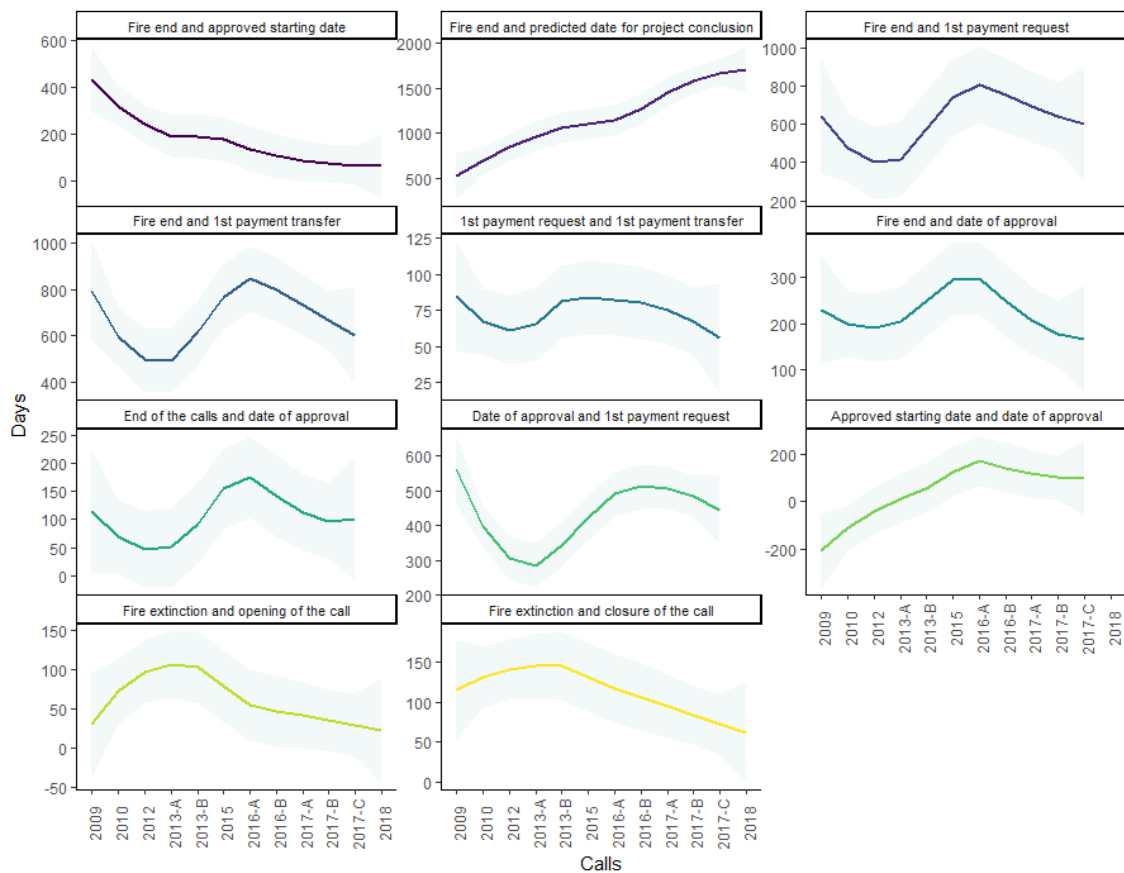 Fire end and approved starting date
Fire end and predicted date for project conclusion
Fire end and 1st payment request
600
400
200
0
2000
1500
1000
500
1000
800
600
400
200
Fire end and 1st payment transfer
1st payment request and 1st payment transfer
Fire end and date of approval
1000
800
600
400
125
100
75
50
25
300
200
100
End of the calls and date of approval
Date of approval and 1st payment request
Approved starting date and date of approval
250
200
150
100
50
0
600
500
400
300
200
200
0
-200
Fire extinction and opening of the call
Fire extinction and closure of the call
150
100
50
0
-50
150
100
50
0
2009
2010
2012
2013-A
2013-B
2015
2016-A
2016-B
2017-A
2017-B
2017-C
2018
2009
2010
2012
2013-A
2013-B
2015
2016-A
2016-B
2017-A
2017-B
2017-C
2018
2009
2010
2012
2013-A
2013-B
2015
2016-A
2016-B
2017-A
2017-B
2017-C
2018
Days
Calls